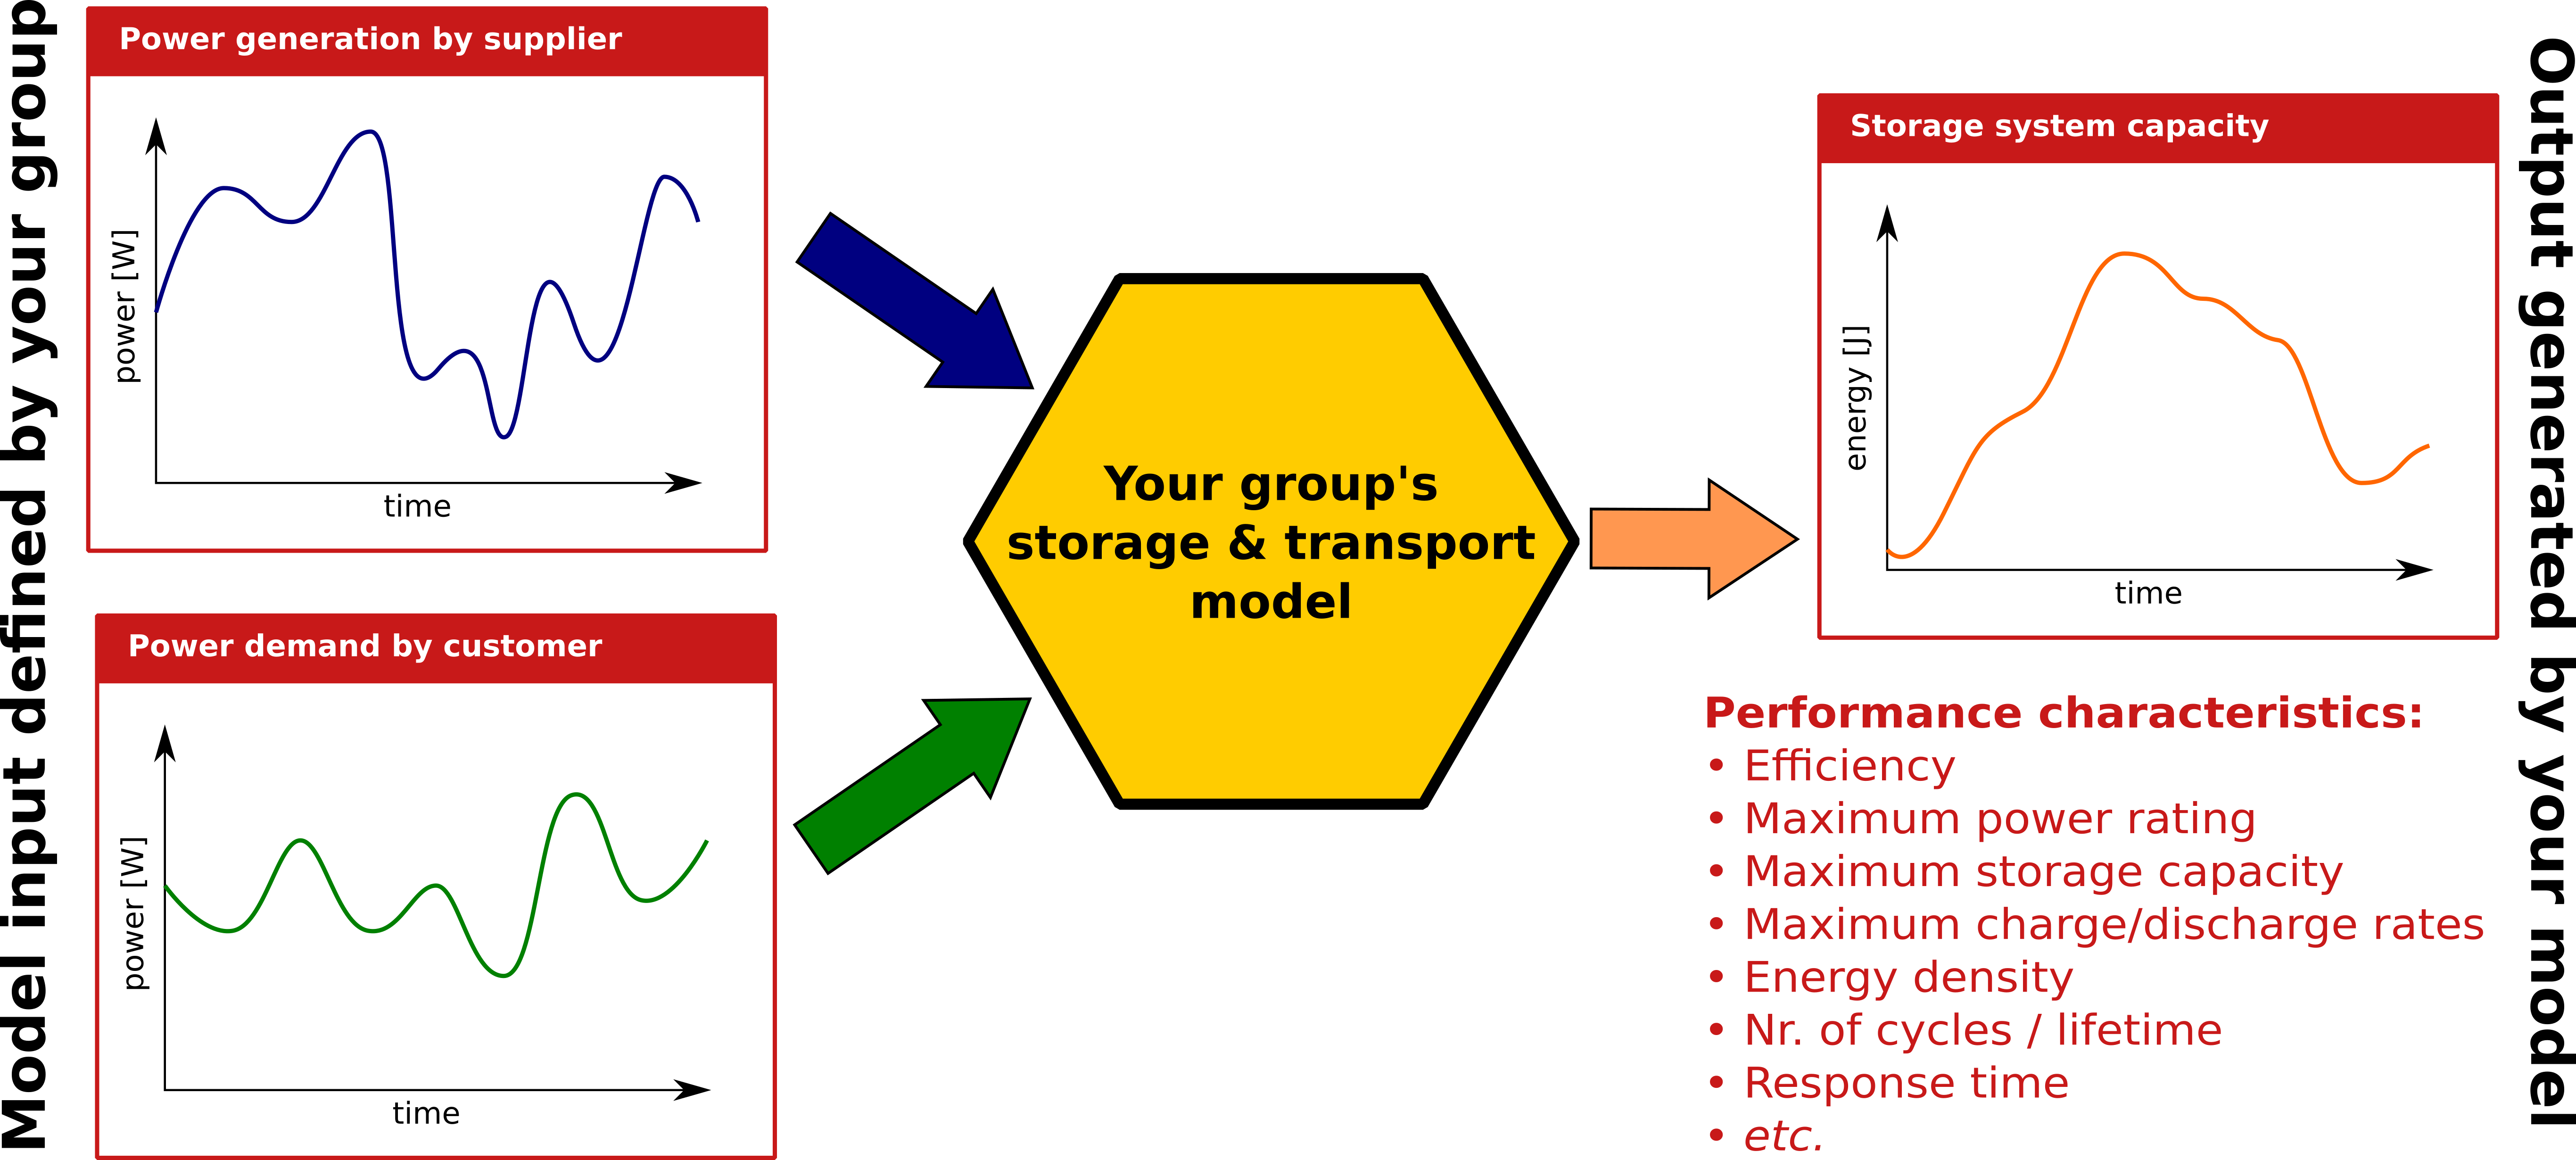 Model input defined by your group
Power generation by supplier
power [W]
time
Power demand by customer
power [W]
time
Your group's
storage & transport
model
Storage system capacity
energy [J]
time
Performance characteristics:
• Efficiency
• Maximum power rating
• Maximum storage capacity
• Maximum charge/discharge rates
• Energy density
• Nr. of cycles / lifetime
• Response time
• etc.
Output generated by your model